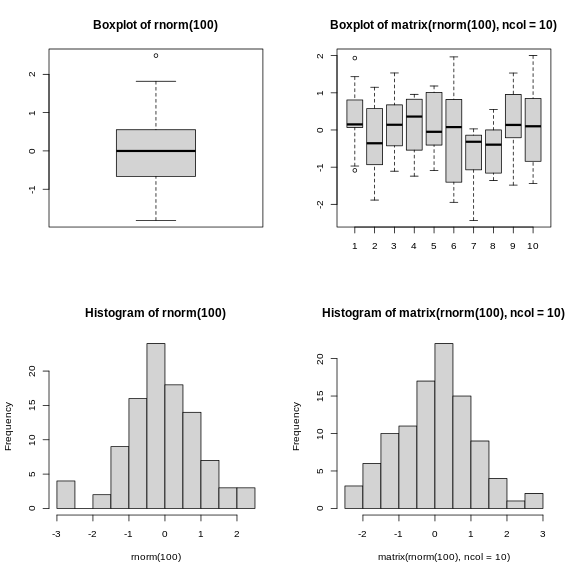 Boxplot of rnorm(100)
2
1
0
-1
Boxplot of matrix(rnorm(100), ncol = 10)
2
1
0
-1
-2
1 2 3 4 5 6 7 8 9 10
Histogram of rnorm(100)
Frequency
20
15
10
5
0
-3 -2 -1 0 1 2
rnorm(100)
Histogram of matrix(rnorm(100), ncol = 10)
Frequency
20
15
10
5
0
-2 -1 0 1 2 3
matrix(rnorm(100), ncol = 10)